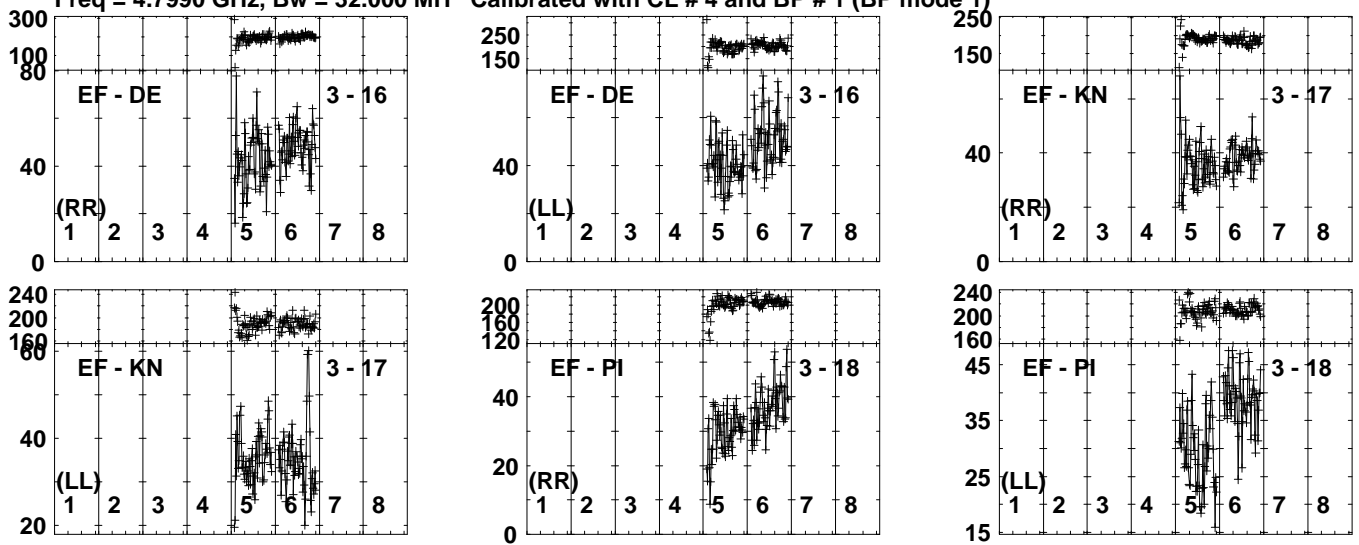 Freq = 4.7990 GHz, Bw = 32.000 MH Calibrated with CL # 4 and BP # 1 (BP mode 1)
300
100
80
40
0
EF - DE 3 - 16
(RR)
1 2 3 4 5 6 7 8
250
150
80
40
0
EF - DE 3 - 16
(LL)
1 2 3 4 5 6 7 8
250
150
40
0
EF - KN 3 - 17
(RR)
1 2 3 4 5 6 7 8
240
200
160
60
40
20
EF - KN 3 - 17
(LL)
1 2 3 4 5 6 7 8
200
160
120
40
20
0
EF - PI 3 - 18
(RR)
1 2 3 4 5 6 7 8
240
200
160
45
35
25
15
EF - PI 3 - 18
(LL)
1 2 3 4 5 6 7 8